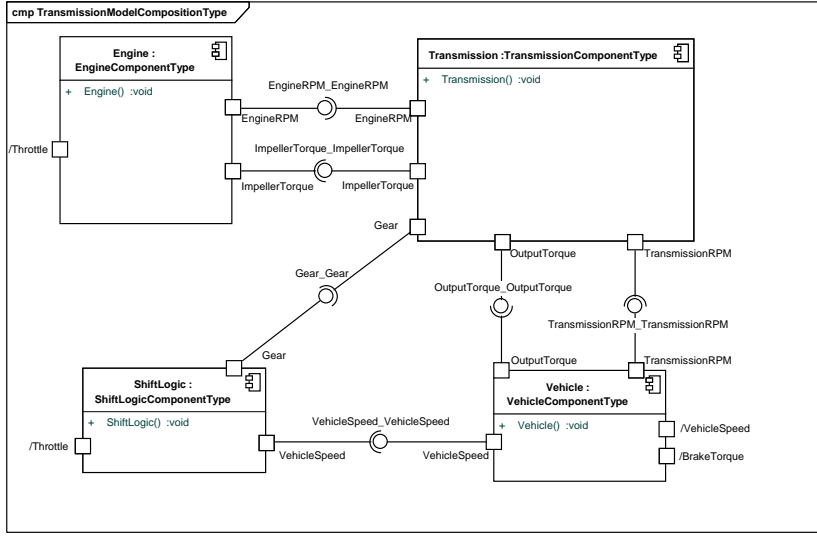 cmp TransmissionModelCompositionType
Engine :
EngineComponentType
+ Engine() :void
/Throttle
EngineRPM
EngineRPM_EngineRPM
EngineRPM
ImpellerTorque_ImpellerTorque
ImpellerTorque
ImpellerTorque
Transmission :TransmissionComponentType
+ Transmission() :void
Gear
OutputTorque
TransmissionRPM
Gear_Gear
OutputTorque_OutputTorque
TransmissionRPM_TransmissionRPM
Gear
OutputTorque
TransmissionRPM
ShiftLogic :
ShiftLogicComponentType
+ ShiftLogic() :void
/Throttle
VehicleSpeed
VehicleSpeed_VehicleSpeed
VehicleSpeed
Vehicle :
VehicleComponentType
+ Vehicle() :void
/VehicleSpeed
/BrakeTorque